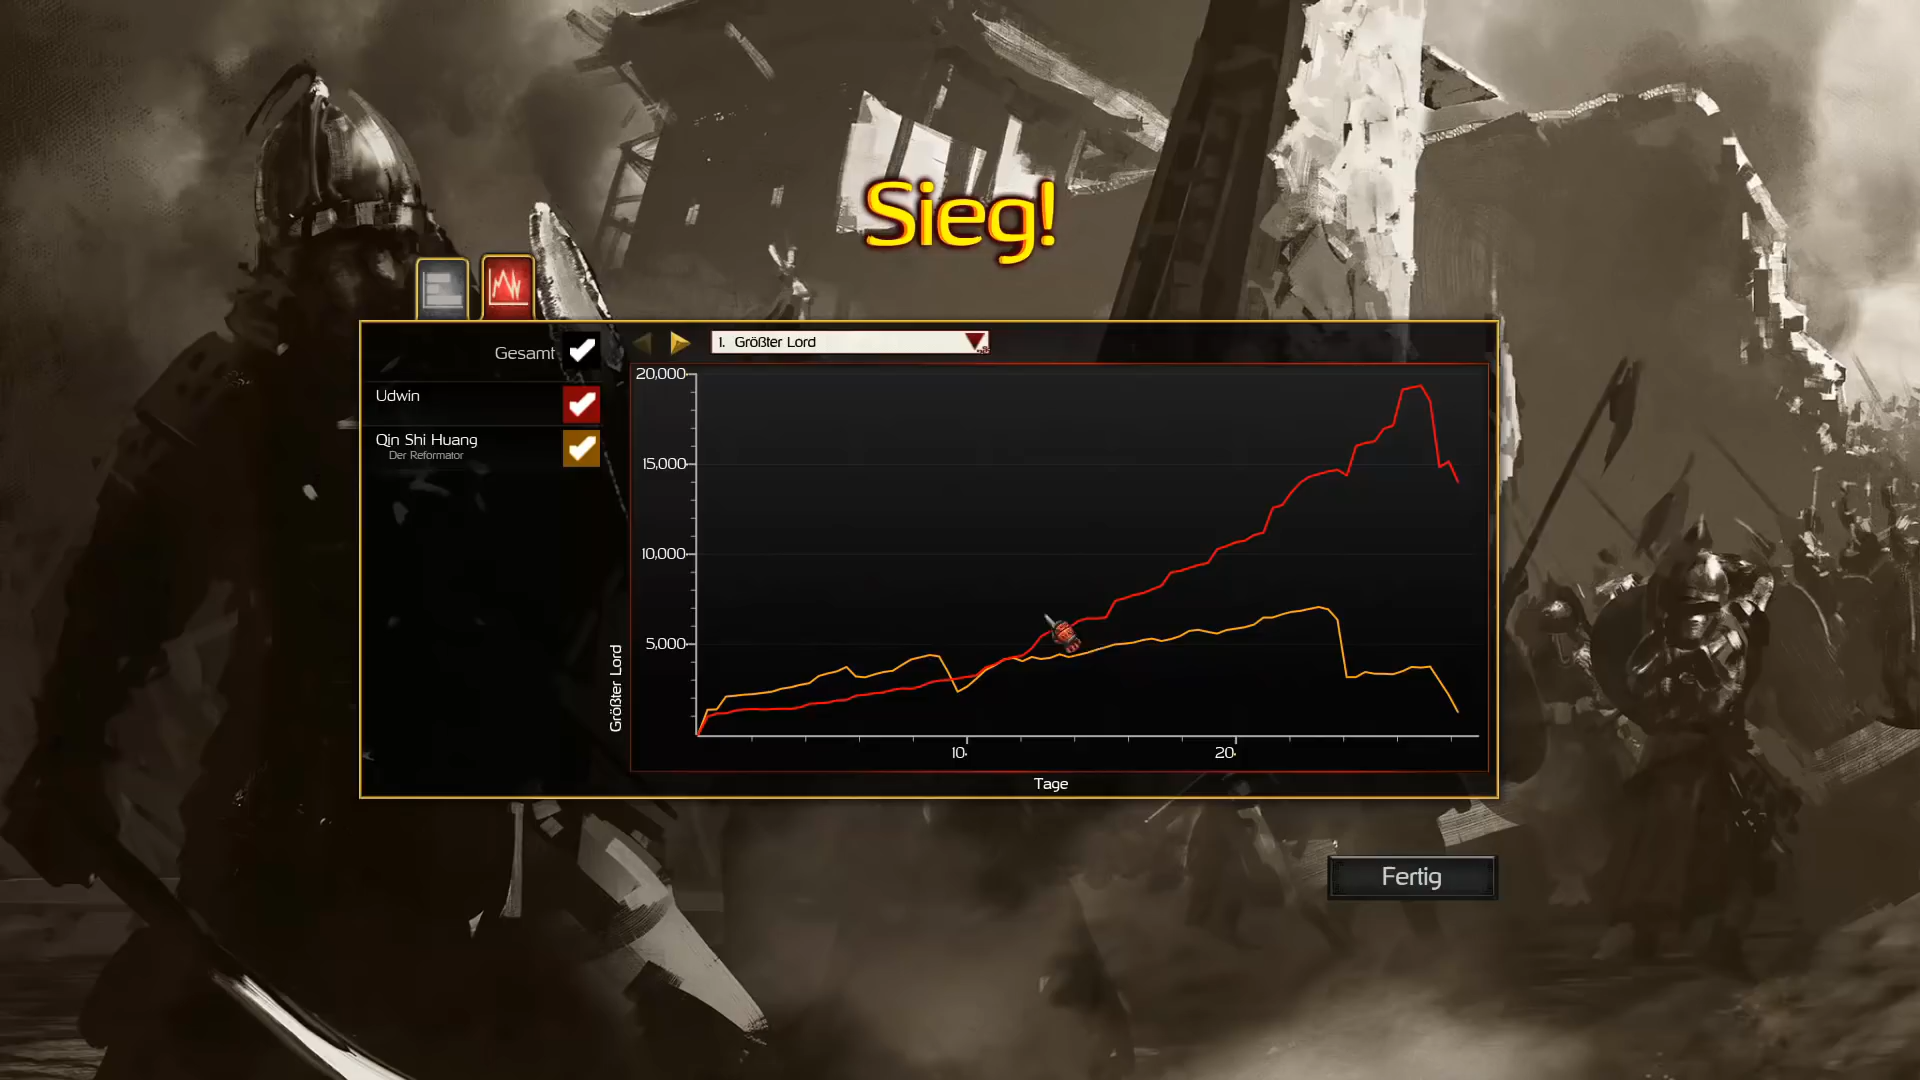 Sieg!
Gesamt
1. Größter Lord
Udwin
Qin Shi Huang
Der Reformator
20,000
15,000
10,000
5,000
Größter Lord
10
20
Tage
Fertig